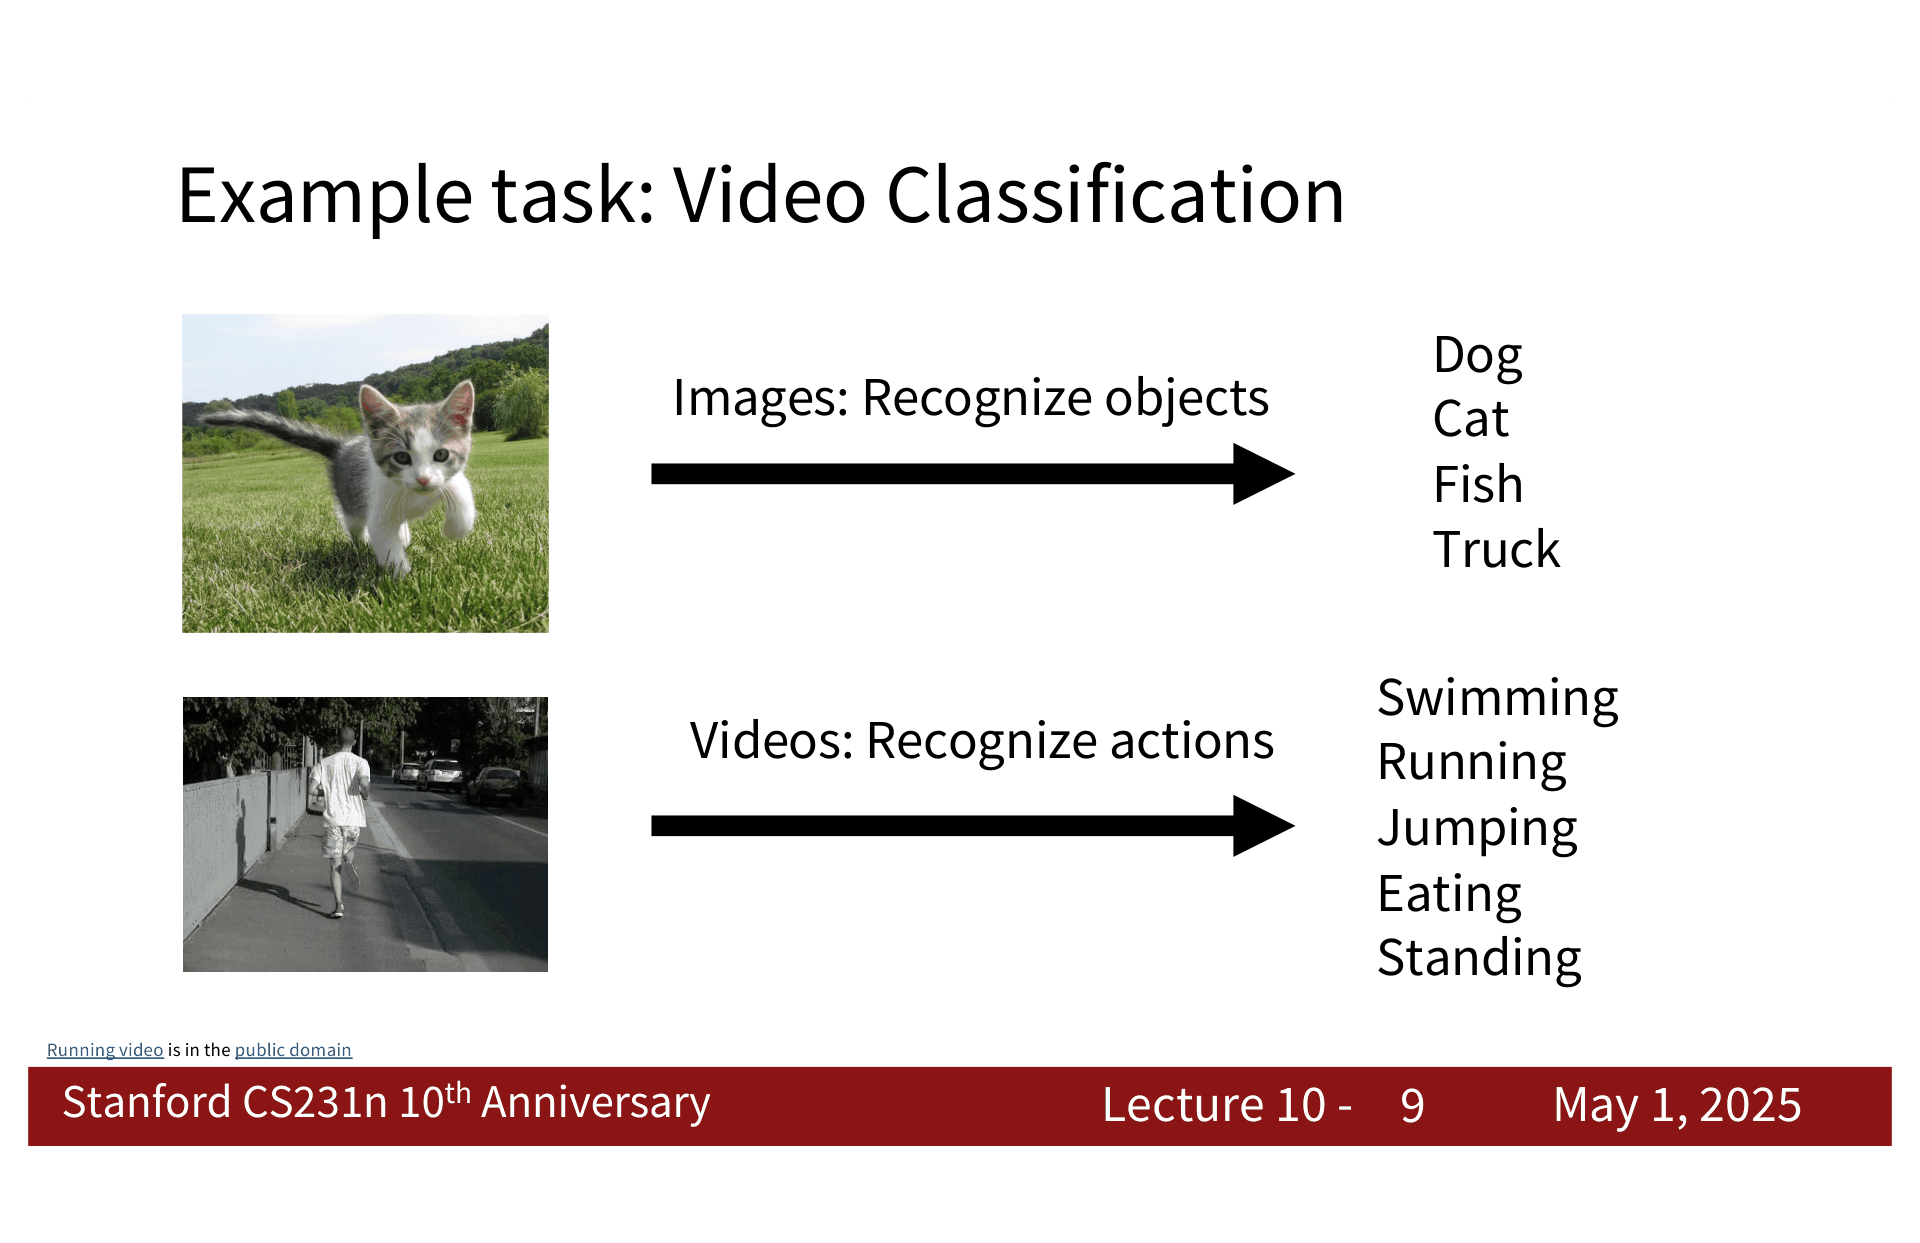 Example task: Video Classification
Images: Recognize objects
Dog
Cat
Fish
Truck
Videos: Recognize actions
Swimming
Running
Jumping
Eating
Standing
Running video is in the public domain
Stanford CS231n 10th Anniversary
Lecture 10 - 9
May 1, 2025